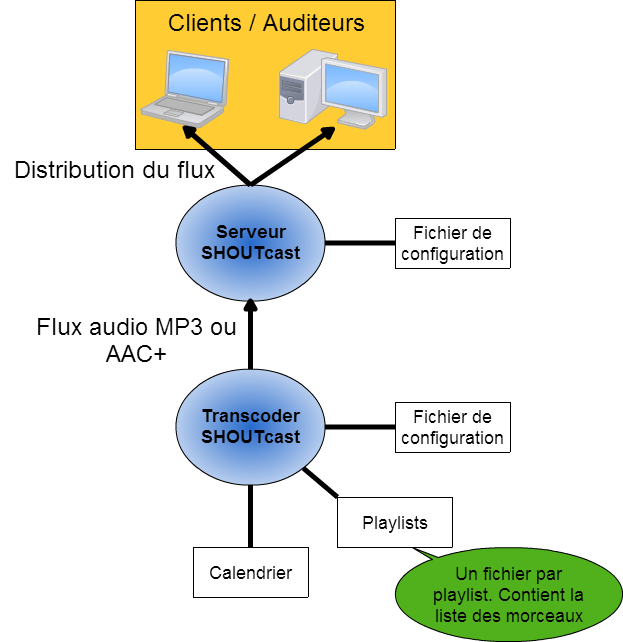 Clients / Auditeurs
Distribution du flux
Serveur
SHOUTcast
Fichier de
configuration
Flux audio MP3 ou
AAC+
Transcoder
SHOUTcast
Fichier de
configuration
Playlists
Calendrier
Un fichier par
playlist. Contient la
liste des morceaux